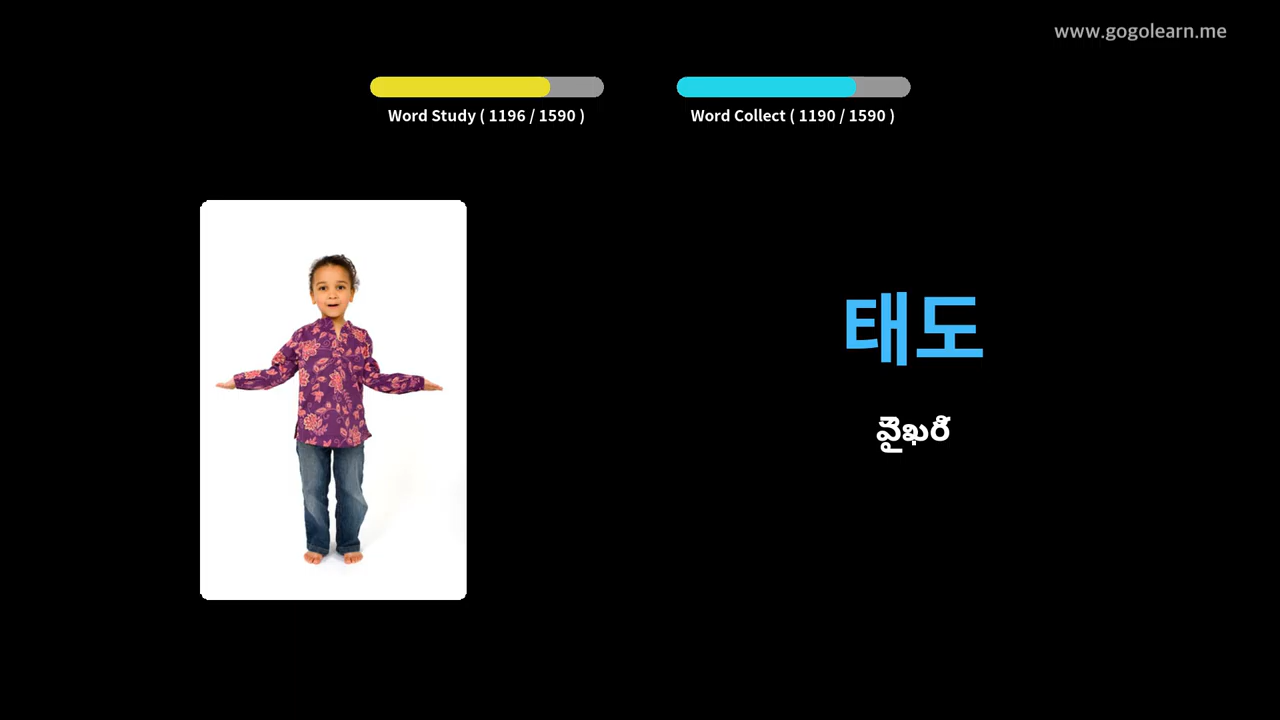 www.gogolearn.me
Word Study ( 1196 / 1590 )
Word Collect ( 1190 / 1590 )
태도
వైఖరి